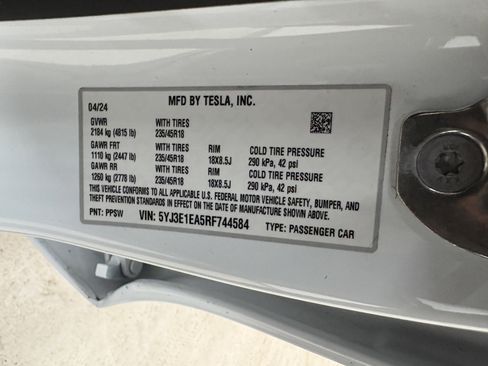 MFD BY TESLA, INC.
04/24
GVWR WITH TIRES
2184 kg (4815 lb) 235/45R18
GAWR FRT WITH TIRES RIM COLD TIRE PRESSURE
1110 kg (2447 lb) 235/45R18 18X8.5J 290 kPa, 42 psi
GAWR RR WITH TIRES RIM COLD TIRE PRESSURE
1260 kg (2778 lb) 235/45R18 18X8.5J 290 kPa, 42 psi
THIS VEHICLE CONFORMS TO ALL APPLICABLE U.S. FEDERAL MOTOR VEHICLE SAFETY, BUMPER, AND
THEFT PREVENTION STANDARDS IN EFFECT ON THE DATE OF MANUFACTURE SHOWN ABOVE.
PNT: PPSW VIN: 5YJ3E1EA5RF744584 TYPE: PASSENGER CAR